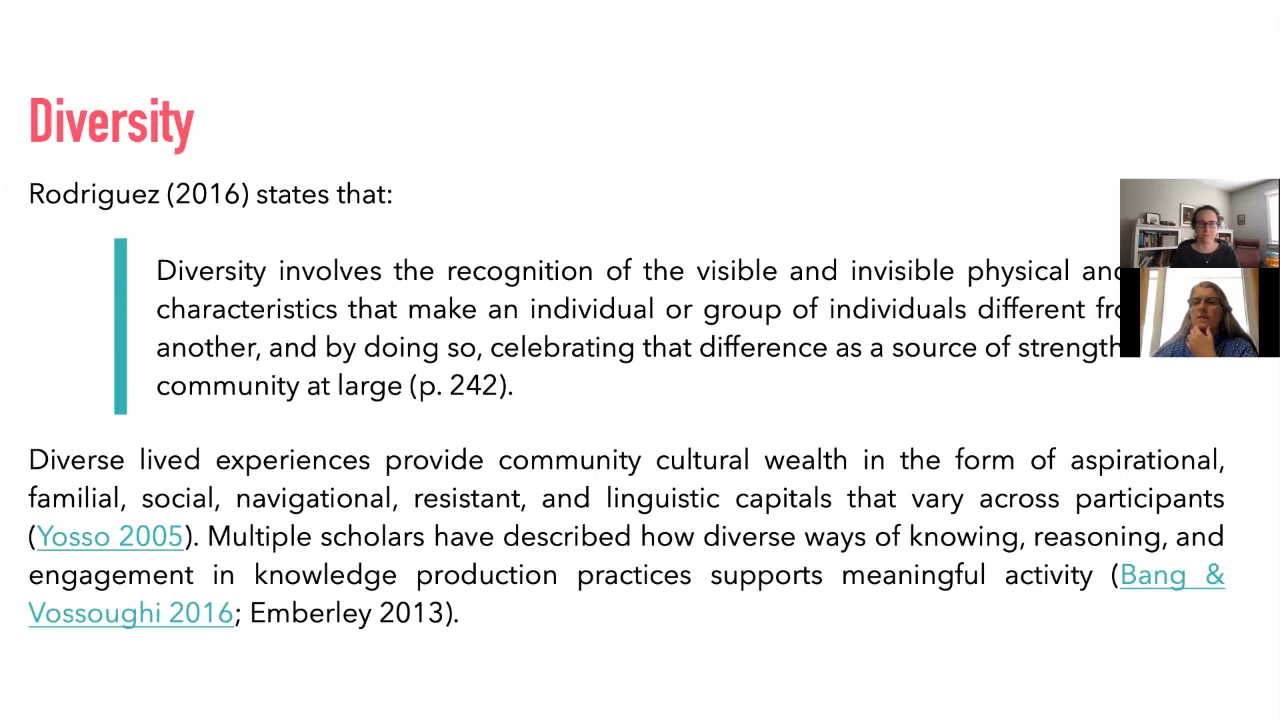 Diversity
Rodriguez (2016) states that:
Diversity involves the recognition of the visible and invisible physical and
characteristics that make an individual or group of individuals different
another, and by doing so, celebrating that difference as a source of strength
community at large (p. 242).
Diverse lived experiences provide community cultural wealth in the form of aspirational,
familial, social, navigational, resistant, and linguistic capitals that vary across participants
(Yosso 2005). Multiple scholars have described how diverse ways of knowing, reasoning, and
engagement in knowledge production practices supports meaningful activity (Bang &
Vossoughi 2016; Emberley 2013).